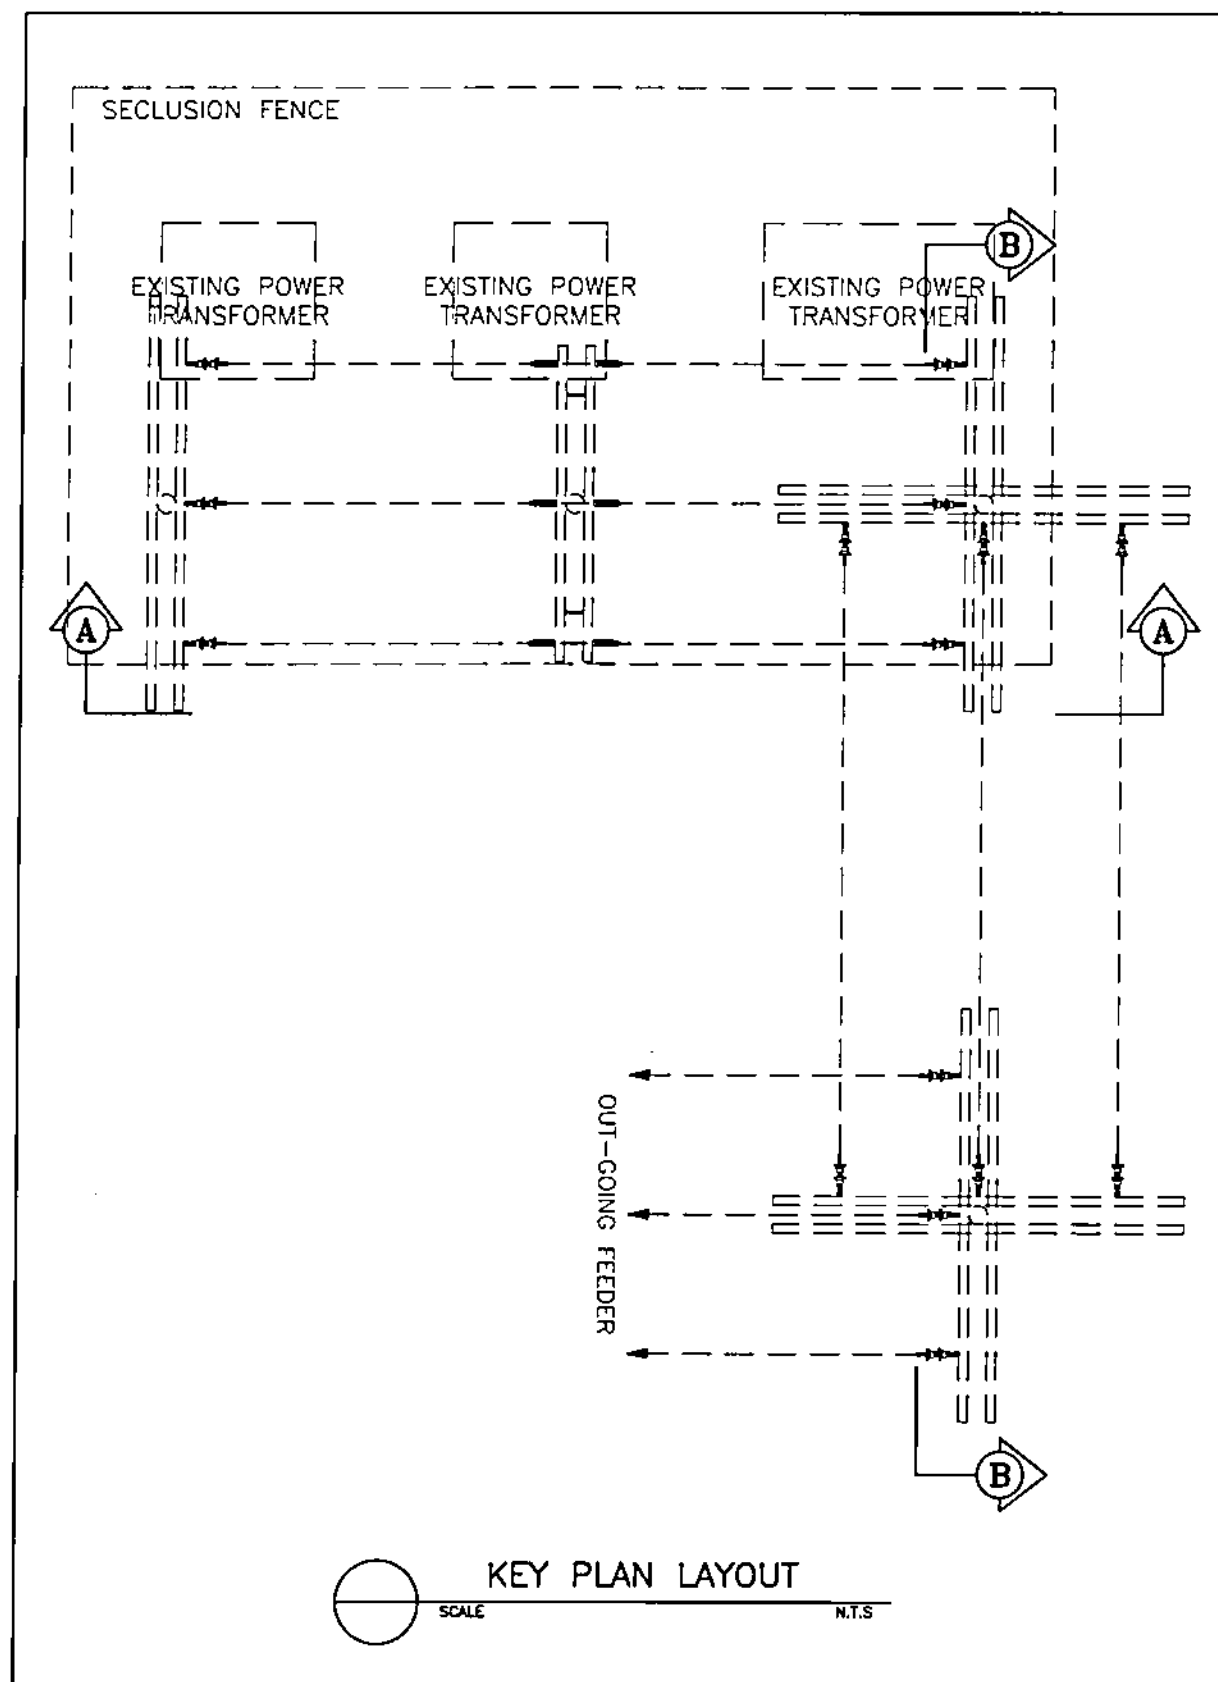 SECLUSION FENCE
B
EXISTING POWER
TRANSFORMER
EXISTING POWER
TRANSFORMER
EXISTING POWER
TRANSFORMER
A
A
OUT-GOING FEEDER
B
KEY PLAN LAYOUT
SCALE
N.T.S